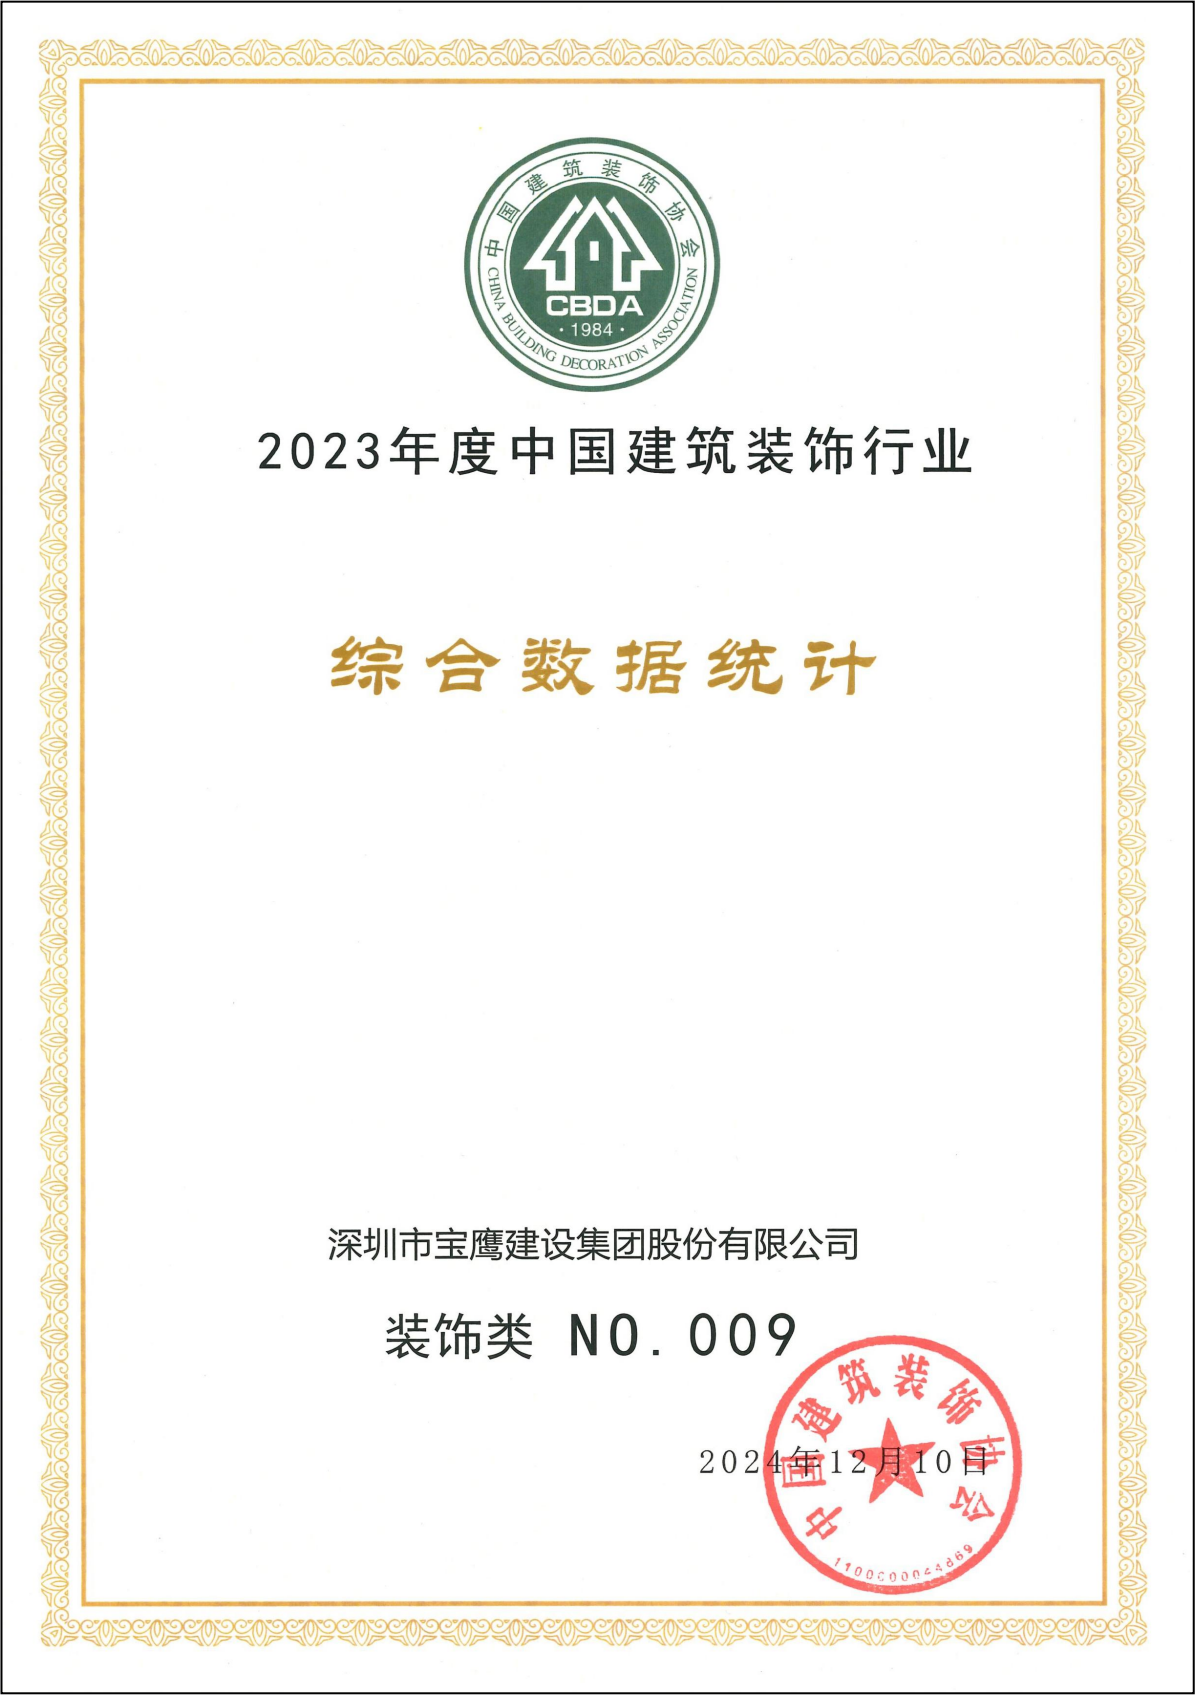 中国建筑装饰协会
CBDA
·1984·
CHINA BUILDING DECORATION ASSOCIATION
2023年度中国建筑装饰行业
综合数据统计
深圳市宝鹰建设集团股份有限公司
装饰类 NO.009
2024年12月10日
中国建筑装饰协会